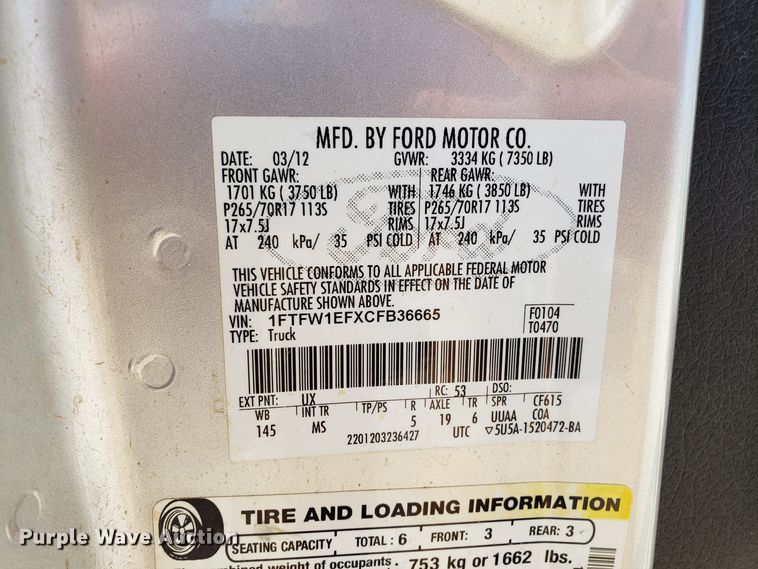 MFD. BY FORD MOTOR CO.
DATE: 03/12 GVWR: 3334 KG ( 7350 LB)
FRONT GAWR: REAR GAWR:
1701 KG ( 3750 LB) WITH 1746 KG ( 3850 LB) WITH
P265/70R17 113S TIRES P265/70R17 113S TIRES
17x7.5J RIMS 17x7.5J RIMS
AT 240 kPa/ 35 PSI COLD AT 240 kPa/ 35 PSI COLD
Ford
THIS VEHICLE CONFORMS TO ALL APPLICABLE FEDERAL MOTOR
VEHICLE SAFETY STANDARDS IN EFFECT ON THE DATE OF
MANUFACTURE SHOWN ABOVE.
VIN: 1FTFW1EFXCFB36665 F0104
TYPE: Truck T0470
EXT PNT: UX RC: 53 DSO:
WB INT TR TP/PS R AXLE TR SPR CF615
145 MS 5 19 6 UUAA COA
2201203236427 UTC ▽5U5A-1520472-BA
TIRE AND LOADING INFORMATION
SEATING CAPACITY TOTAL: 6 FRONT: 3 REAR: 3
weight of occupants 753 kg or 1662 lbs.
Purple Wave Auction